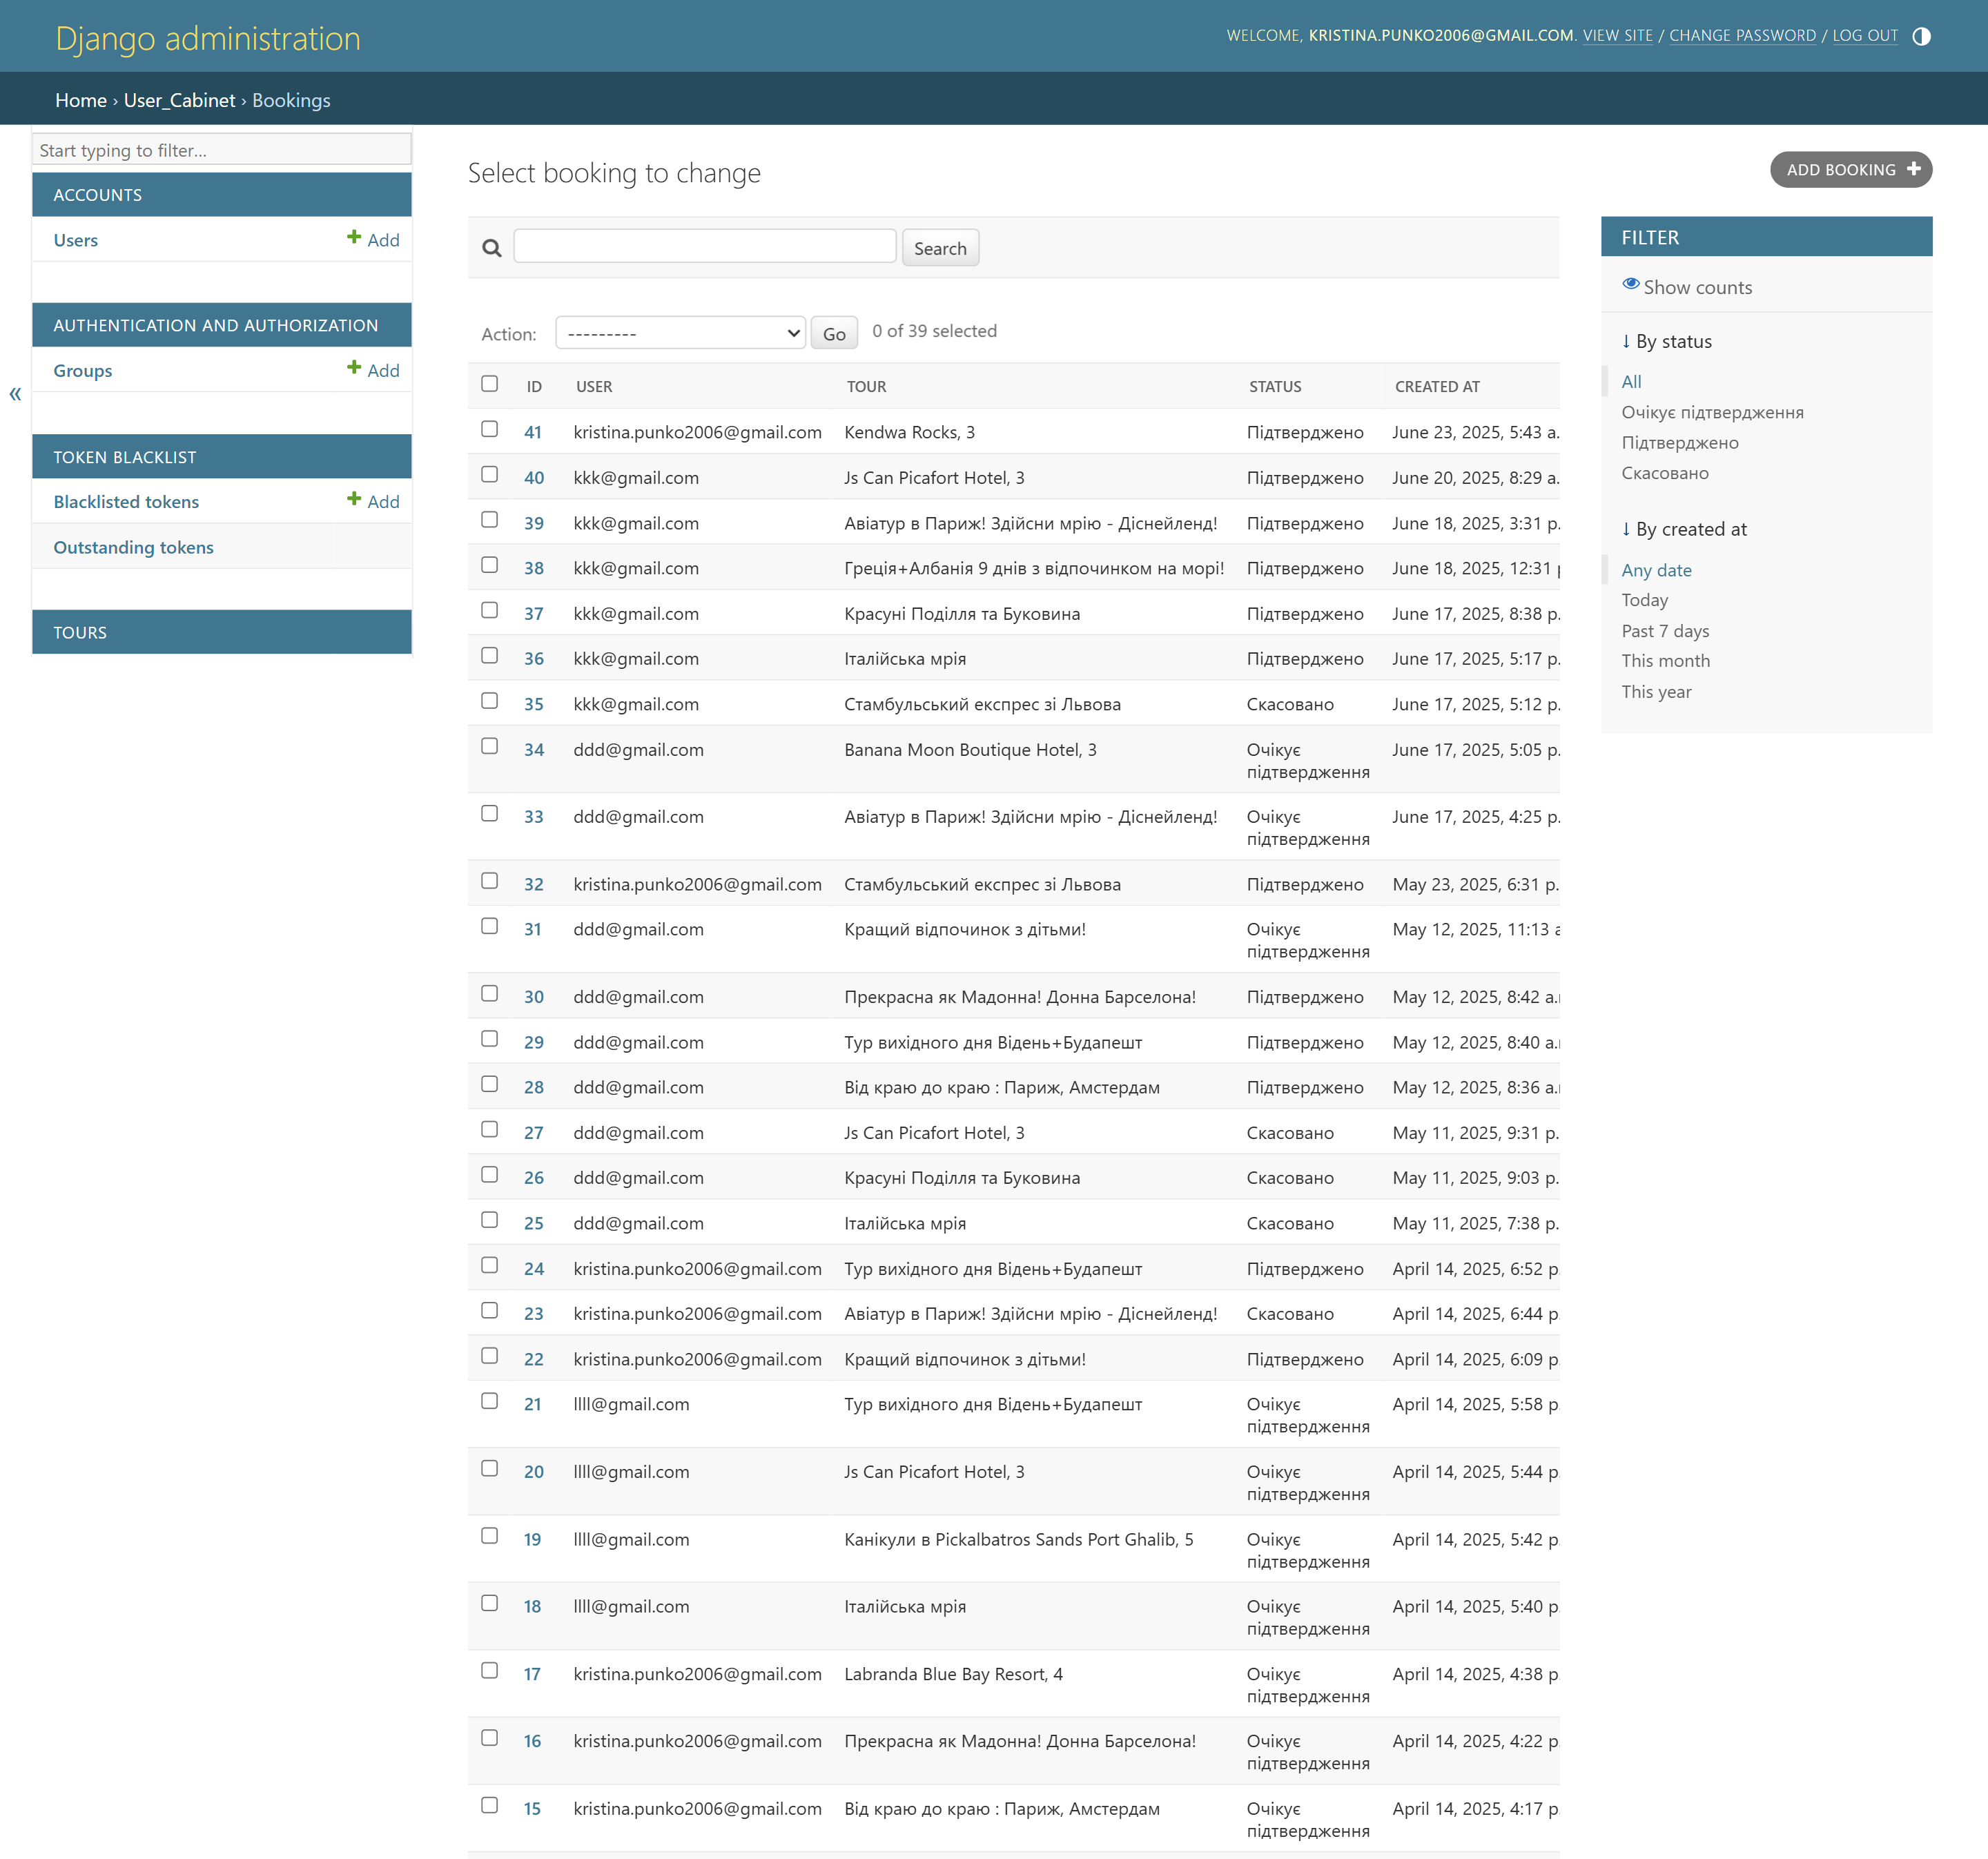 Django administration
WELCOME, KRISTINA.PUNKO2006@GMAIL.COM. VIEW SITE / CHANGE PASSWORD / LOG OUT
Home › User_Cabinet › Bookings
Start typing to filter...
ACCOUNTS
Users Add
AUTHENTICATION AND AUTHORIZATION
Groups Add
«
TOKEN BLACKLIST
Blacklisted tokens Add
Outstanding tokens
TOURS
Select booking to change
ADD BOOKING
Search
Action: --------- Go 0 of 39 selected
ID USER TOUR STATUS CREATED AT
41 kristina.punko2006@gmail.com Kendwa Rocks, 3 Підтверджено June 23, 2025, 5:43 a.
40 kkk@gmail.com Js Can Picafort Hotel, 3 Підтверджено June 20, 2025, 8:29 a.
39 kkk@gmail.com Авіатур в Париж! Здійсни мрію - Діснейленд! Підтверджено June 18, 2025, 3:31 p.
38 kkk@gmail.com Греція+Албанія 9 днів з відпочинком на морі! Підтверджено June 18, 2025, 12:31 p
37 kkk@gmail.com Красуні Поділля та Буковина Підтверджено June 17, 2025, 8:38 p.
36 kkk@gmail.com Італійська мрія Підтверджено June 17, 2025, 5:17 p.
35 kkk@gmail.com Стамбульський експрес зі Львова Скасовано June 17, 2025, 5:12 p.
34 ddd@gmail.com Banana Moon Boutique Hotel, 3 Очікує June 17, 2025, 5:05 p.
підтвердження
33 ddd@gmail.com Авіатур в Париж! Здійсни мрію - Діснейленд! Очікує June 17, 2025, 4:25 p.
підтвердження
32 kristina.punko2006@gmail.com Стамбульський експрес зі Львова Підтверджено May 23, 2025, 6:31 p.
31 ddd@gmail.com Кращий відпочинок з дітьми! Очікує May 12, 2025, 11:13 a
підтвердження
30 ddd@gmail.com Прекрасна як Мадонна! Донна Барселона! Підтверджено May 12, 2025, 8:42 a.
29 ddd@gmail.com Тур вихідного дня Відень+Будапешт Підтверджено May 12, 2025, 8:40 a.
28 ddd@gmail.com Від краю до краю : Париж, Амстердам Підтверджено May 12, 2025, 8:36 a.
27 ddd@gmail.com Js Can Picafort Hotel, 3 Скасовано May 11, 2025, 9:31 p.
26 ddd@gmail.com Красуні Поділля та Буковина Скасовано May 11, 2025, 9:03 p.
25 ddd@gmail.com Італійська мрія Скасовано May 11, 2025, 7:38 p.
24 kristina.punko2006@gmail.com Тур вихідного дня Відень+Будапешт Підтверджено April 14, 2025, 6:52 p.
23 kristina.punko2006@gmail.com Авіатур в Париж! Здійсни мрію - Діснейленд! Скасовано April 14, 2025, 6:44 p.
22 kristina.punko2006@gmail.com Кращий відпочинок з дітьми! Підтверджено April 14, 2025, 6:09 p.
21 llll@gmail.com Тур вихідного дня Відень+Будапешт Очікує April 14, 2025, 5:58 p.
підтвердження
20 llll@gmail.com Js Can Picafort Hotel, 3 Очікує April 14, 2025, 5:44 p.
підтвердження
19 llll@gmail.com Канікули в Pickalbatros Sands Port Ghalib, 5 Очікує April 14, 2025, 5:42 p.
підтвердження
18 llll@gmail.com Італійська мрія Очікує April 14, 2025, 5:40 p.
підтвердження
17 kristina.punko2006@gmail.com Labranda Blue Bay Resort, 4 Очікує April 14, 2025, 4:38 p.
підтвердження
16 kristina.punko2006@gmail.com Прекрасна як Мадонна! Донна Барселона! Очікує April 14, 2025, 4:22 p.
підтвердження
15 kristina.punko2006@gmail.com Від краю до краю : Париж, Амстердам Очікує April 14, 2025, 4:17 p.
підтвердження
FILTER
Show counts
↓ By status
All
Очікує підтвердження
Підтверджено
Скасовано
↓ By created at
Any date
Today
Past 7 days
This month
This year